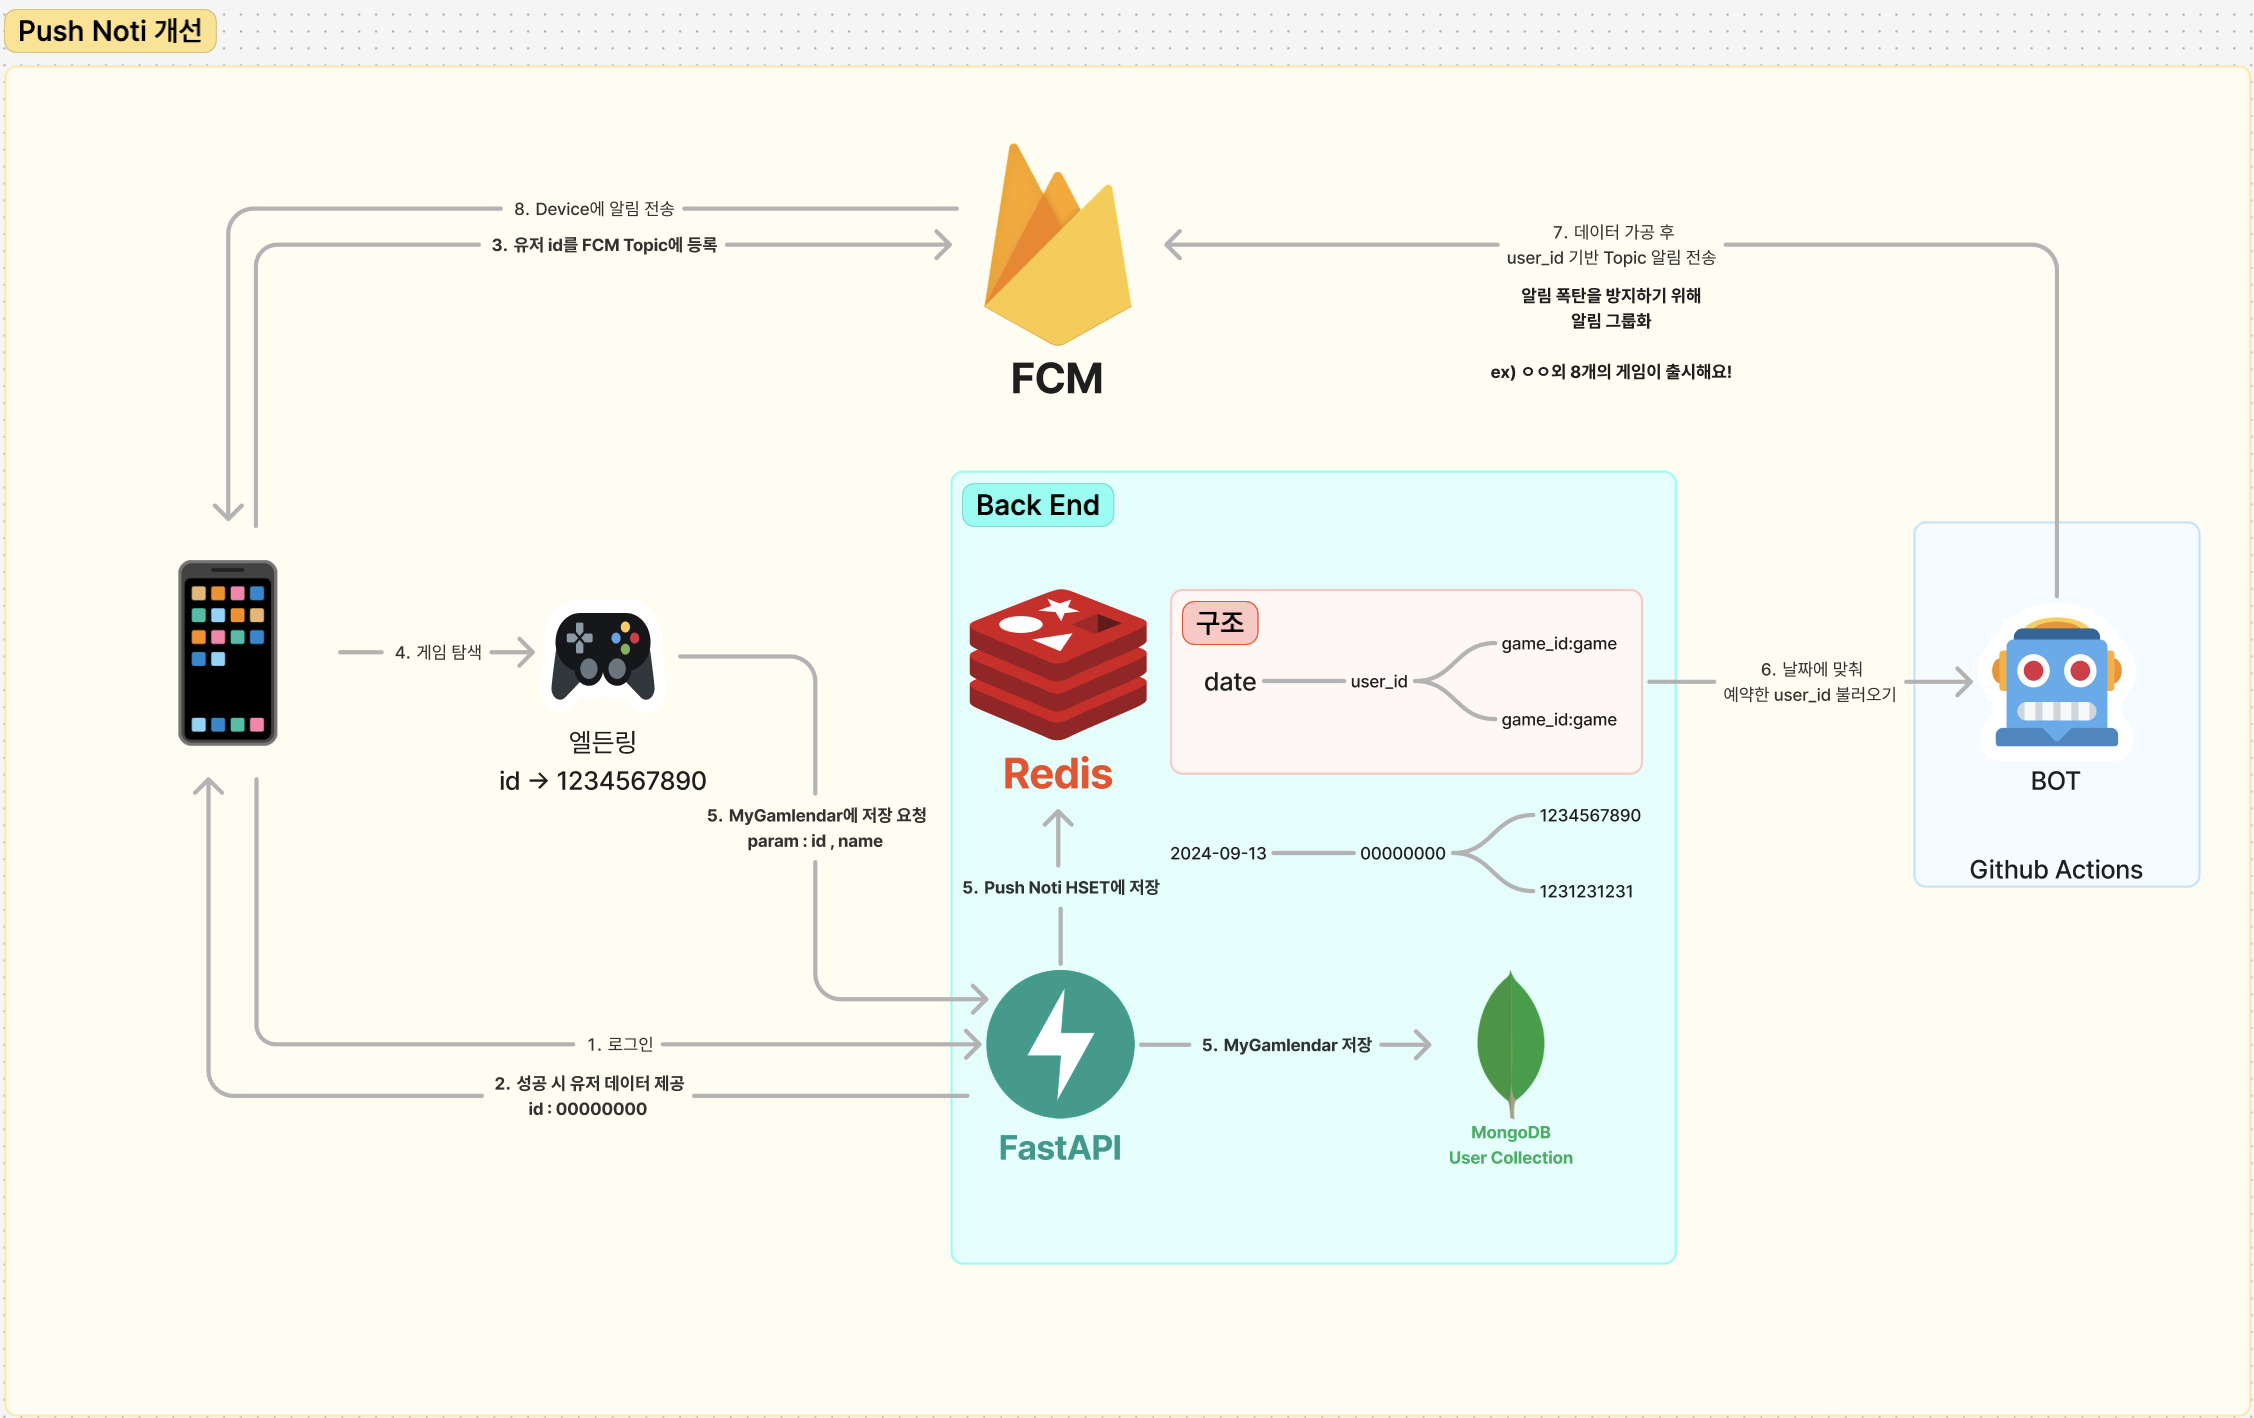 Push Noti 개선
8. Device에 알림 전송
3. 유저 id를 FCM Topic에 등록
FCM
7. 데이터 가공 후
user_id 기반 Topic 알림 전송
알림 폭탄을 방지하기 위해
알림 그룹화
ex) ㅇㅇ외 8개의 게임이 출시해요!
Back End
4. 게임 탐색
엘든링
id → 1234567890
5. MyGamlendar에 저장 요청
param : id , name
Redis
구조
date
user_id
game_id:game
game_id:game
6. 날짜에 맞춰
예약한 user_id 불러오기
BOT
Github Actions
2024-09-13
00000000
1234567890
1231231231
5. Push Noti HSET에 저장
1. 로그인
2. 성공 시 유저 데이터 제공
id : 00000000
FastAPI
5. MyGamlendar 저장
MongoDB
User Collection